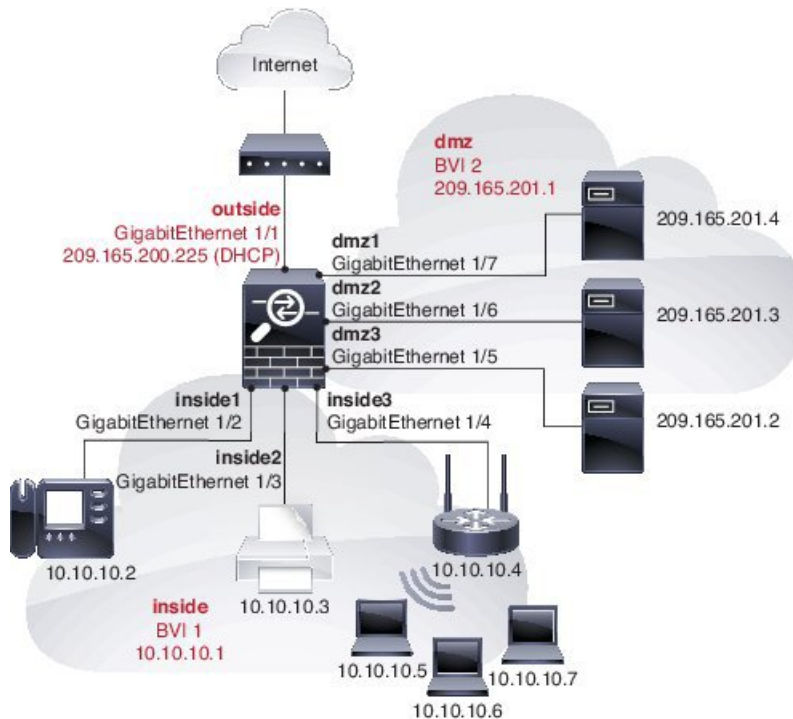 Internet
outside
GigabitEthernet 1/1
209.165.200.225 (DHCP)
dmz
BVI 2
209.165.201.1
dmz1
GigabitEthernet 1/7
209.165.201.4
dmz2
GigabitEthernet 1/6
209.165.201.3
dmz3
GigabitEthernet 1/5
209.165.201.2
inside1
GigabitEthernet 1/2
inside2
GigabitEthernet 1/3
inside3
GigabitEthernet 1/4
10.10.10.2
10.10.10.3
10.10.10.4
inside
BVI 1
10.10.10.1
10.10.10.5
10.10.10.6
10.10.10.7